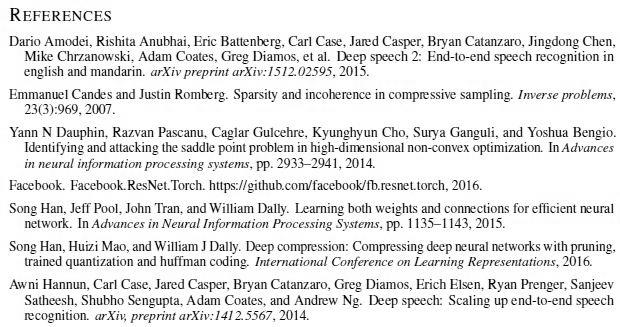 REFERENCES
Dario Amodei, Rishita Anubhai, Eric Battenberg, Carl Case, Jared Casper, Bryan Catanzaro, Jingdong Chen,
Mike Chrzanowski, Adam Coates, Greg Diamos, et al. Deep speech 2: End-to-end speech recognition in
english and mandarin. arXiv preprint arXiv:1512.02595, 2015.
Emmanuel Candes and Justin Romberg. Sparsity and incoherence in compressive sampling. Inverse problems,
23(3):969, 2007.
Yann N Dauphin, Razvan Pascanu, Caglar Gulcehre, Kyunghyun Cho, Surya Ganguli, and Yoshua Bengio.
Identifying and attacking the saddle point problem in high-dimensional non-convex optimization. In Advances
in neural information processing systems, pp. 2933–2941, 2014.
Facebook. Facebook.ResNet.Torch. https://github.com/facebook/fb.resnet.torch, 2016.
Song Han, Jeff Pool, John Tran, and William Dally. Learning both weights and connections for efficient neural
network. In Advances in Neural Information Processing Systems, pp. 1135–1143, 2015.
Song Han, Huizi Mao, and William J Dally. Deep compression: Compressing deep neural networks with pruning,
trained quantization and huffman coding. International Conference on Learning Representations, 2016.
Awni Hannun, Carl Case, Jared Casper, Bryan Catanzaro, Greg Diamos, Erich Elsen, Ryan Prenger, Sanjeev
Satheesh, Shubho Sengupta, Adam Coates, and Andrew Ng. Deep speech: Scaling up end-to-end speech
recognition. arXiv, preprint arXiv:1412.5567, 2014.